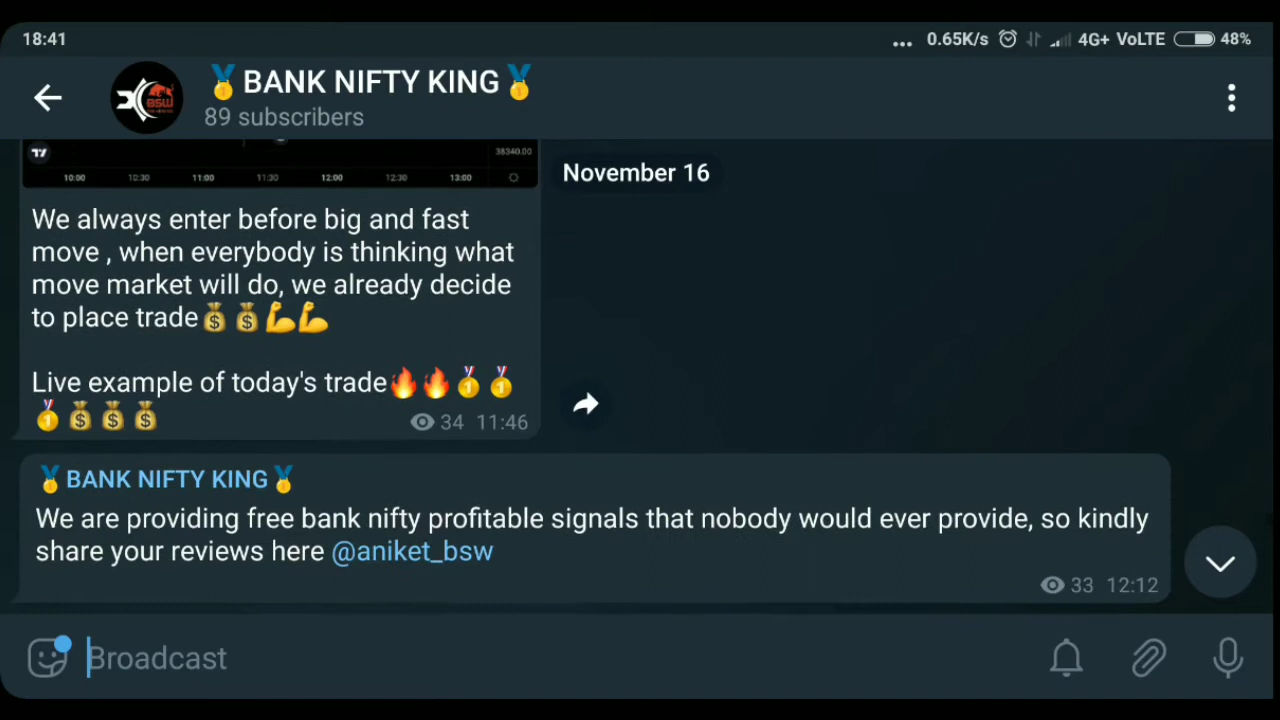 18:41
... 0.65K/s 4G+ VoLTE 48%
🥇BANK NIFTY KING🥇
BSW
89 subscribers
38340.00
10:00 10:30 11:00 11:30 12:00 12:30 13:00
November 16
We always enter before big and fast
move , when everybody is thinking what
move market will do, we already decide
to place trade💰💰💪💪
Live example of today's trade🔥🔥🥇🥇
🥇💰💰💰
34 11:46
🥇BANK NIFTY KING🥇
We are providing free bank nifty profitable signals that nobody would ever provide, so kindly
share your reviews here @aniket_bsw
33 12:12
Broadcast